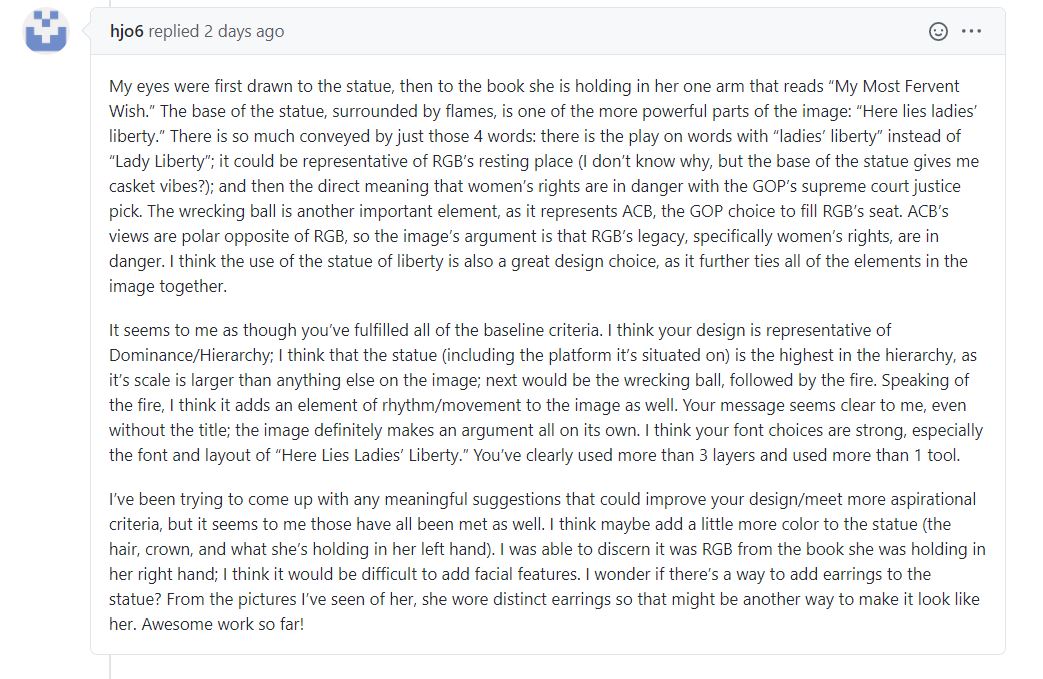 hjo6 replied 2 days ago
My eyes were first drawn to the statue, then to the book she is holding in her one arm that reads “My Most Fervent
Wish.” The base of the statue, surrounded by flames, is one of the more powerful parts of the image: “Here lies ladies’
liberty.” There is so much conveyed by just those 4 words: there is the play on words with “ladies’ liberty” instead of
“Lady Liberty”; it could be representative of RGB’s resting place (I don’t know why, but the base of the statue gives me
casket vibes?); and then the direct meaning that women’s rights are in danger with the GOP’s supreme court justice
pick. The wrecking ball is another important element, as it represents ACB, the GOP choice to fill RGB’s seat. ACB’s
views are polar opposite of RGB, so the image’s argument is that RGB’s legacy, specifically women’s rights, are in
danger. I think the use of the statue of liberty is also a great design choice, as it further ties all of the elements in the
image together.
It seems to me as though you’ve fulfilled all of the baseline criteria. I think your design is representative of
Dominance/Hierarchy; I think that the statue (including the platform it’s situated on) is the highest in the hierarchy, as
it’s scale is larger than anything else on the image; next would be the wrecking ball, followed by the fire. Speaking of
the fire, I think it adds an element of rhythm/movement to the image as well. Your message seems clear to me, even
without the title; the image definitely makes an argument all on its own. I think your font choices are strong, especially
the font and layout of “Here Lies Ladies’ Liberty.” You’ve clearly used more than 3 layers and used more than 1 tool.
I’ve been trying to come up with any meaningful suggestions that could improve your design/meet more aspirational
criteria, but it seems to me those have all been met as well. I think maybe add a little more color to the statue (the
hair, crown, and what she’s holding in her left hand). I was able to discern it was RGB from the book she was holding in
her right hand; I think it would be difficult to add facial features. I wonder if there’s a way to add earrings to the
statue? From the pictures I’ve seen of her, she wore distinct earrings so that might be another way to make it look like
her. Awesome work so far!